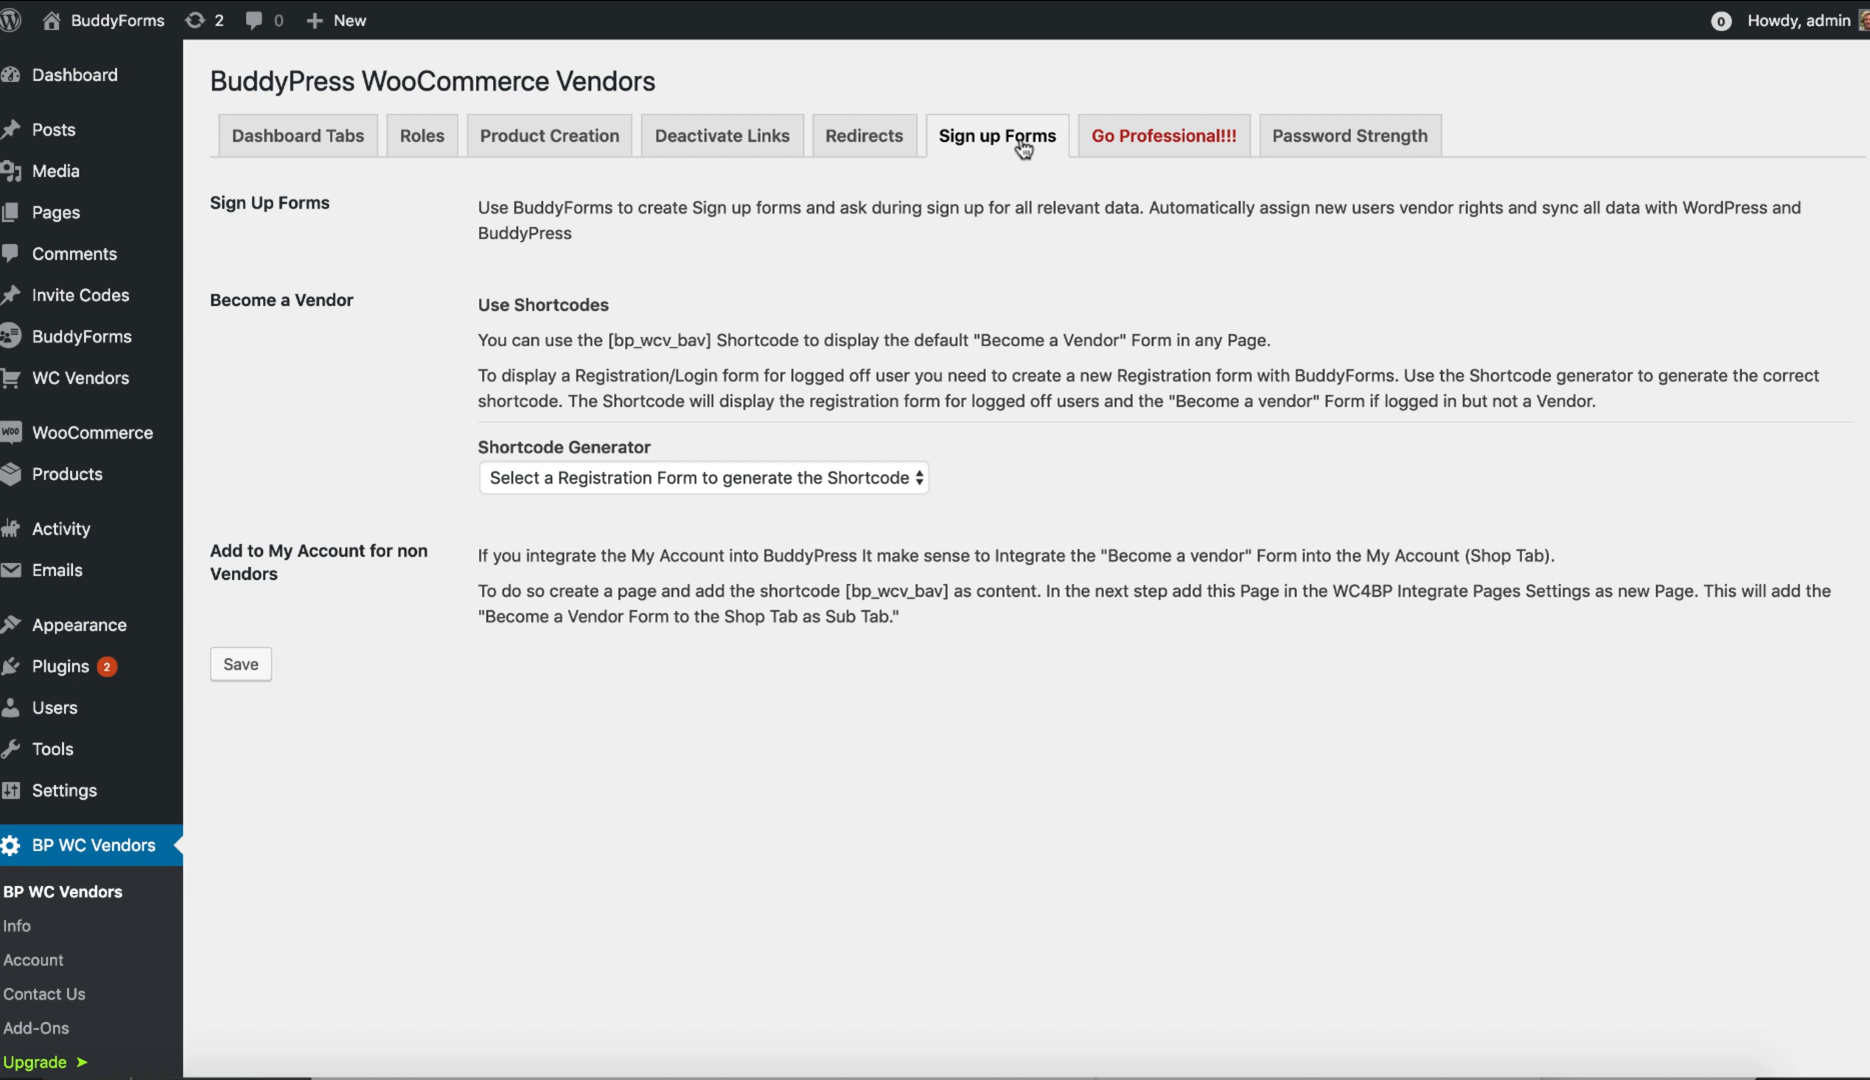 BuddyForms 2 0 + New 0 Howdy, admin
Dashboard
Posts
Media
Pages
Comments
Invite Codes
BuddyForms
WC Vendors
WooCommerce
Products
Activity
Emails
Appearance
Plugins 2
Users
Tools
Settings
BP WC Vendors
BP WC Vendors
Info
Account
Contact Us
Add-Ons
Upgrade ➤
BuddyPress WooCommerce Vendors
Dashboard Tabs Roles Product Creation Deactivate Links Redirects Sign up Forms Go Professional!!! Password Strength
Sign Up Forms
Use BuddyForms to create Sign up forms and ask during sign up for all relevant data. Automatically assign new users vendor rights and sync all data with WordPress and
BuddyPress
Become a Vendor
Use Shortcodes
You can use the [bp_wcv_bav] Shortcode to display the default "Become a Vendor" Form in any Page.
To display a Registration/Login form for logged off user you need to create a new Registration form with BuddyForms. Use the Shortcode generator to generate the correct
shortcode. The Shortcode will display the registration form for logged off users and the "Become a vendor" Form if logged in but not a Vendor.
Shortcode Generator
Select a Registration Form to generate the Shortcode
Add to My Account for non
Vendors
If you integrate the My Account into BuddyPress It make sense to Integrate the "Become a vendor" Form into the My Account (Shop Tab).
To do so create a page and add the shortcode [bp_wcv_bav] as content. In the next step add this Page in the WC4BP Integrate Pages Settings as new Page. This will add the
"Become a Vendor Form to the Shop Tab as Sub Tab."
Save